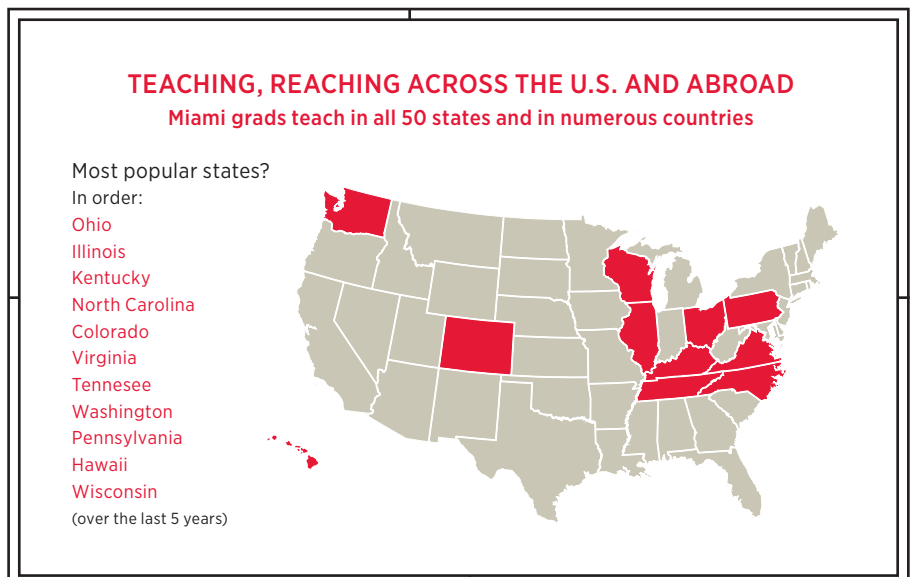 TEACHING, REACHING ACROSS THE U.S. AND ABROAD
Miami grads teach in all 50 states and in numerous countries
Most popular states?
In order:
Ohio
Illinois
Kentucky
North Carolina
Colorado
Virginia
Tennesee
Washington
Pennsylvania
Hawaii
Wisconsin
(over the last 5 years)